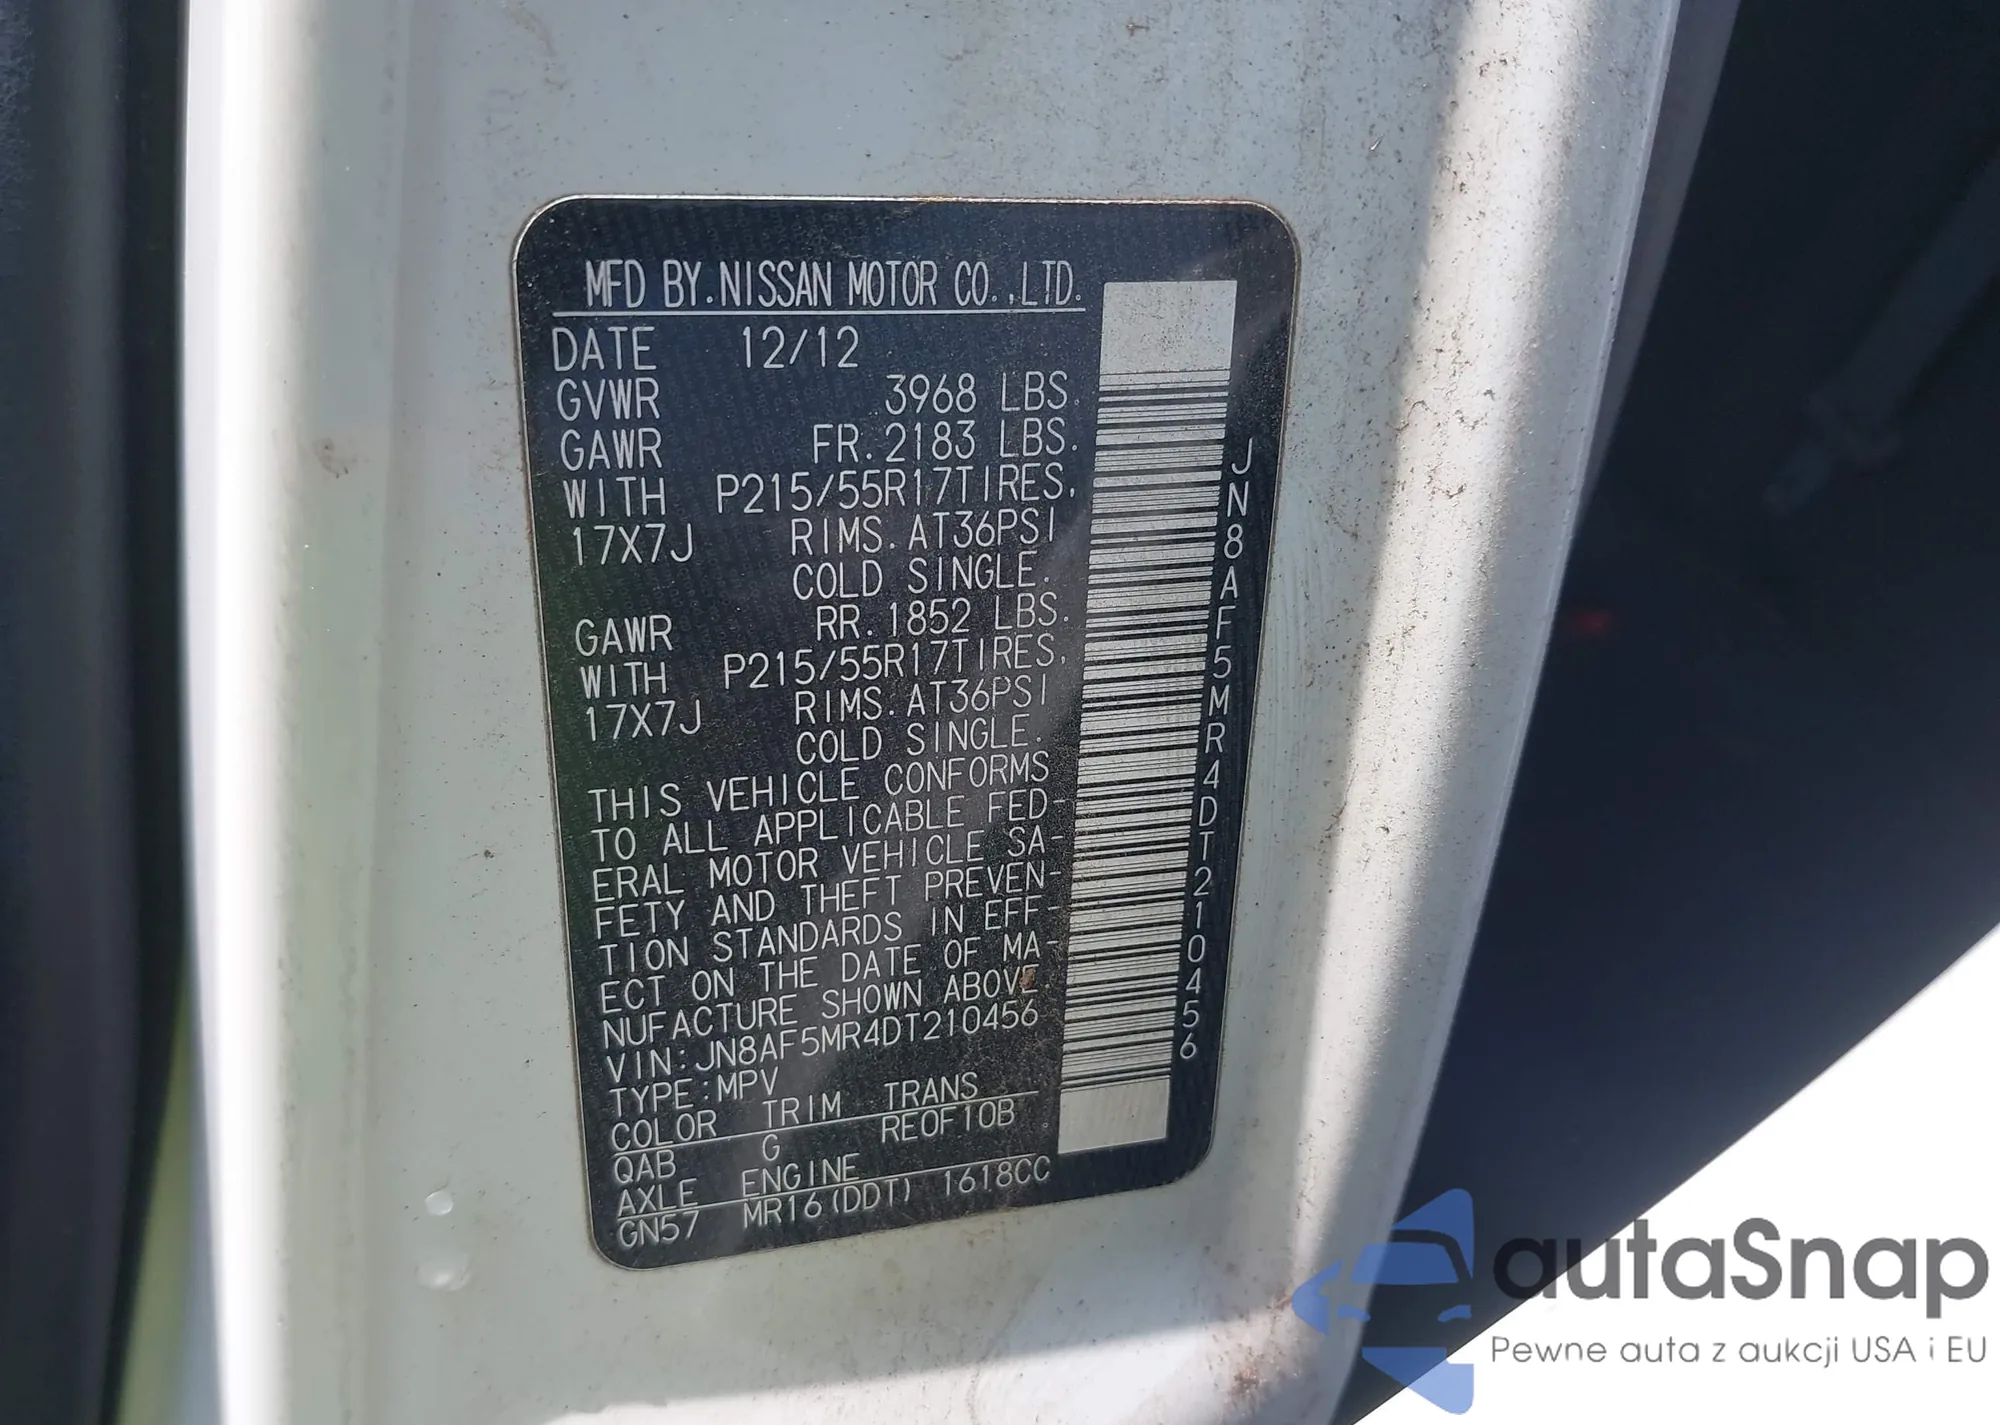 MFD BY.NISSAN MOTOR CO.,LTD.
DATE 12/12
GVWR 3968 LBS.
GAWR FR.2183 LBS.
WITH P215/55R17TIRES,
17X7J RIMS.AT36PSI
COLD SINGLE.
GAWR RR.1852 LBS.
WITH P215/55R17TIRES,
17X7J RIMS.AT36PSI
COLD SINGLE.
THIS VEHICLE CONFORMS
TO ALL APPLICABLE FED-
ERAL MOTOR VEHICLE SA-
FETY AND THEFT PREVEN-
TION STANDARDS IN EFF-
ECT ON THE DATE OF MA-
NUFACTURE SHOWN ABOVE.
VIN:JN8AF5MR4DT210456
TYPE:MPV
COLOR TRIM TRANS
QAB G RE0F10B
AXLE ENGINE
GN57 MR16(DDT) 1618CC
JN8AF5MR4DT210456
autaSnap
Pewne auta z aukcji USA i EU